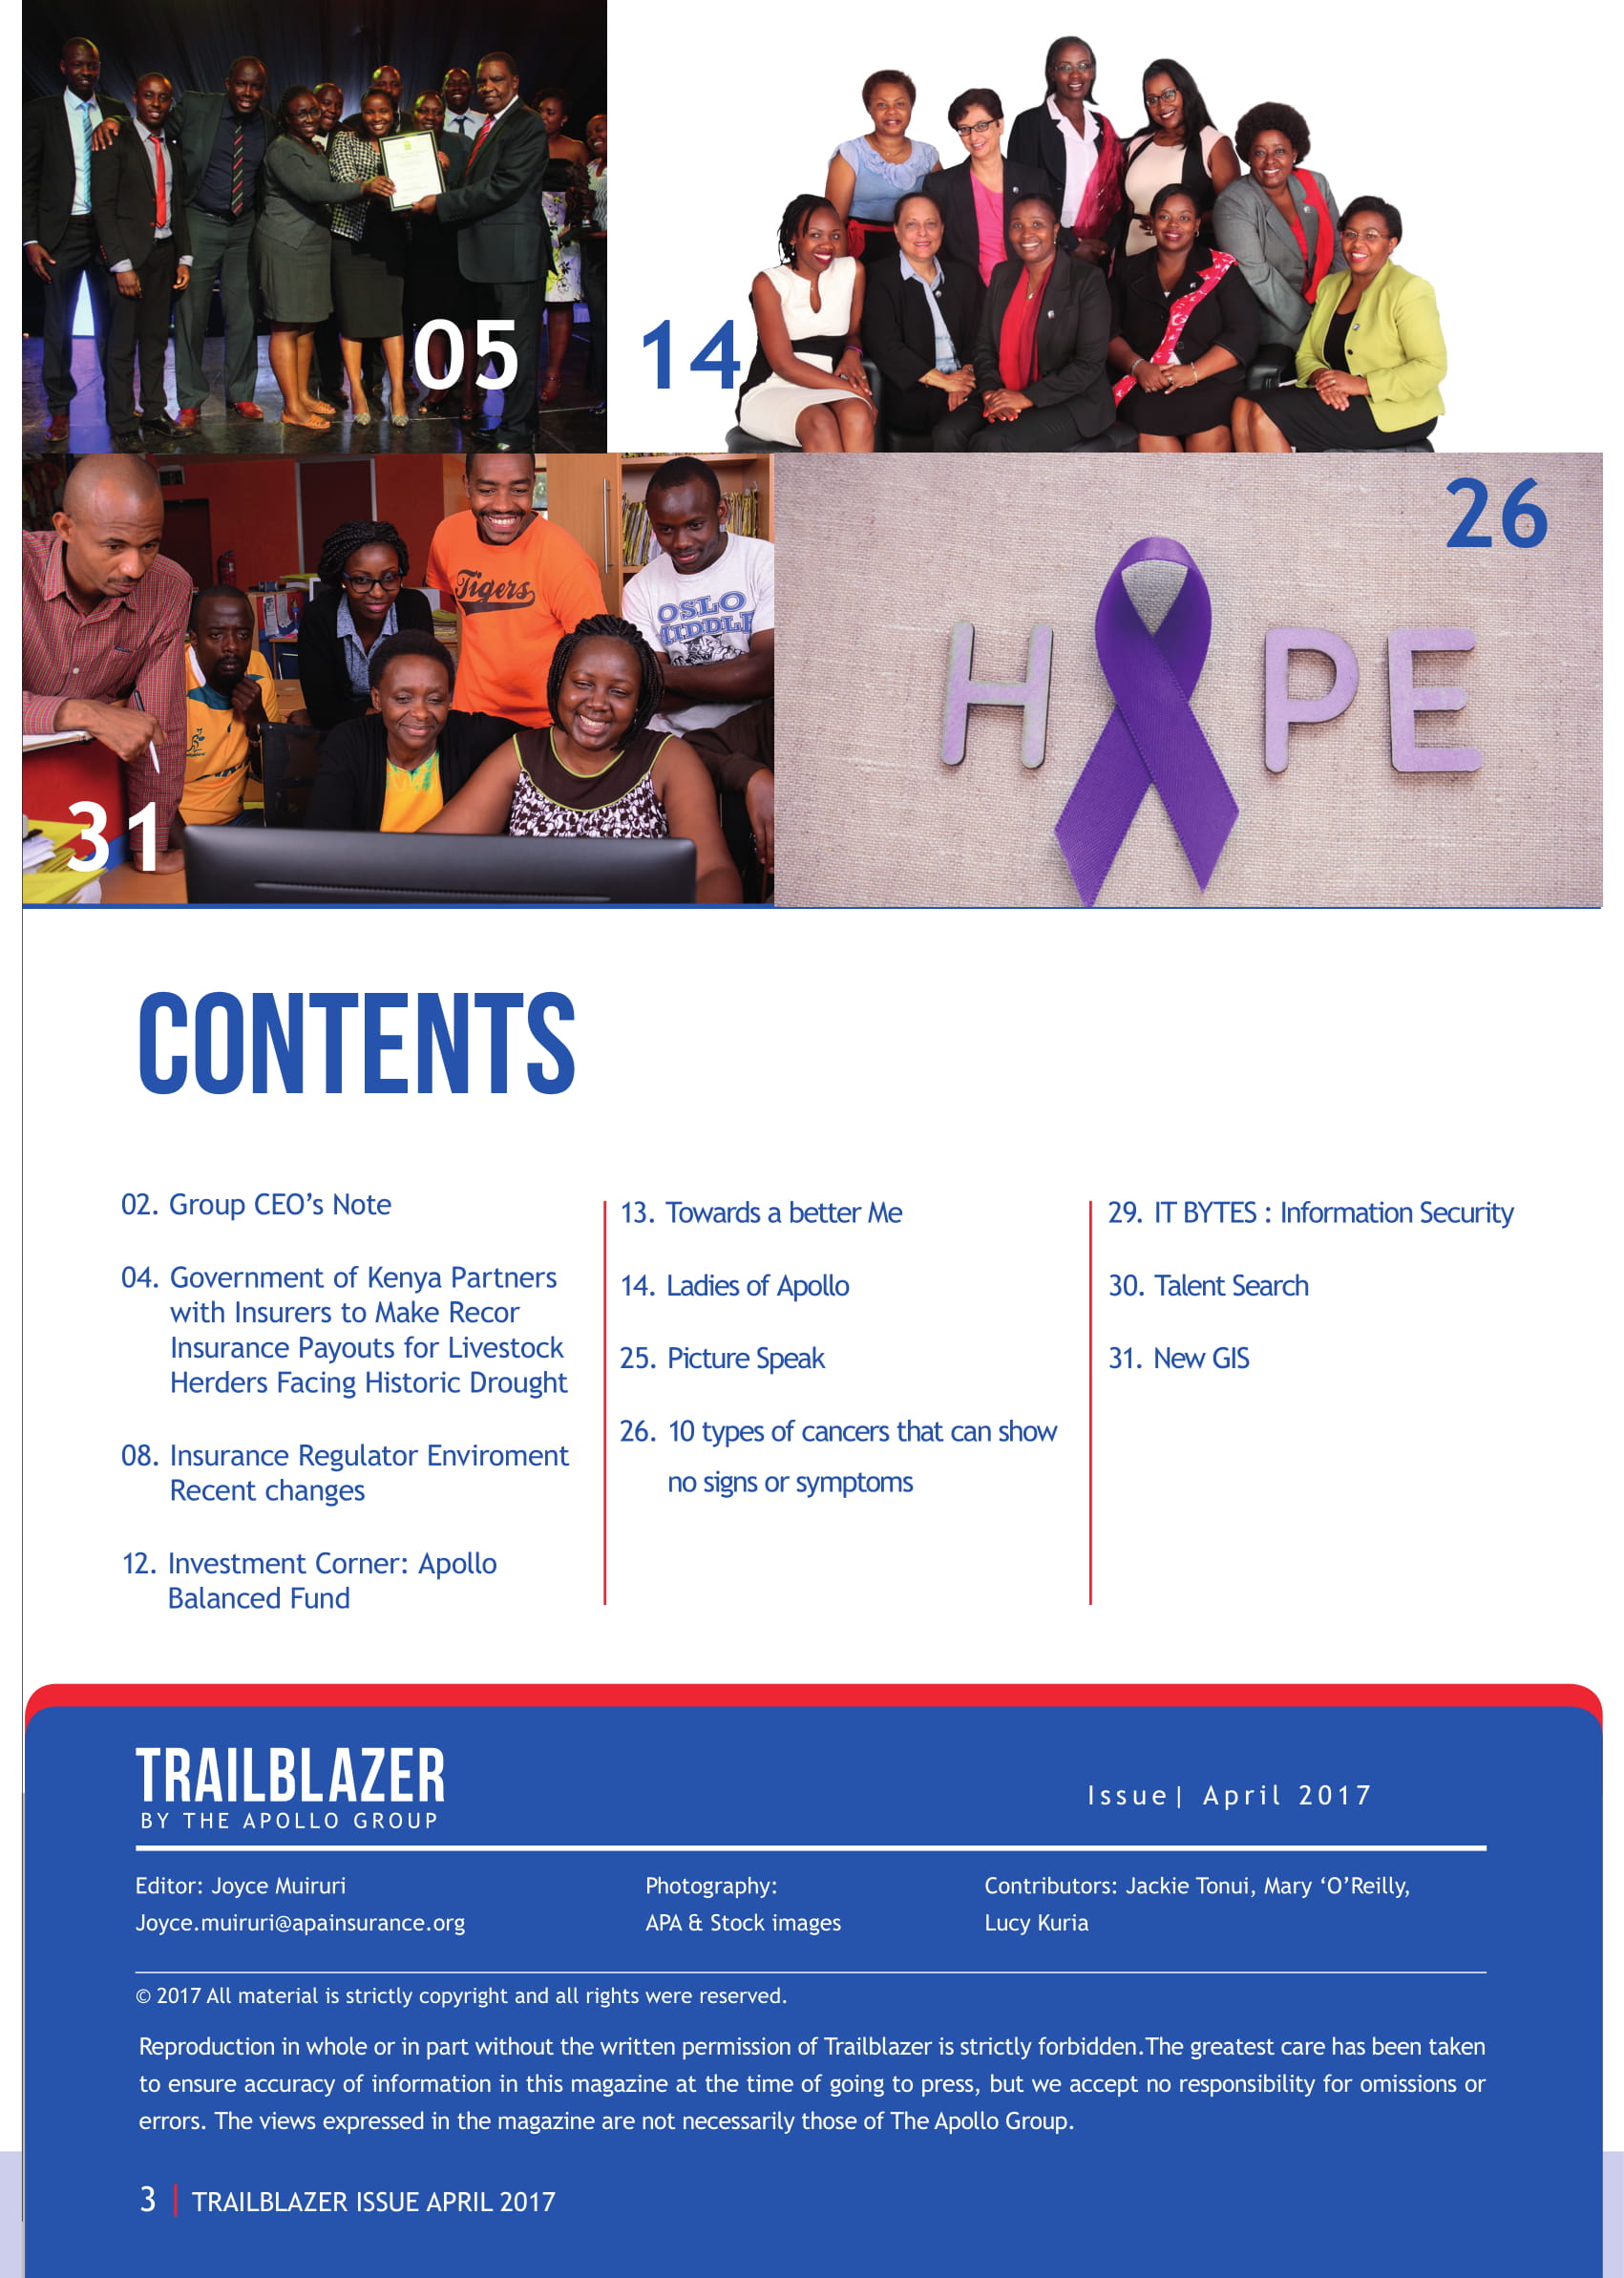 05
14
Tigers
OSLO
MIDDLE
31
26
H PE
CONTENTS
02. Group CEO’s Note
04. Government of Kenya Partners
with Insurers to Make Recor
Insurance Payouts for Livestock
Herders Facing Historic Drought
08. Insurance Regulator Enviroment
Recent changes
12. Investment Corner: Apollo
Balanced Fund
13. Towards a better Me
14. Ladies of Apollo
25. Picture Speak
26. 10 types of cancers that can show
no signs or symptoms
29. IT BYTES : Information Security
30. Talent Search
31. New GIS
TRAILBLAZER
BY THE APOLLO GROUP
Issue| April 2017
Editor: Joyce Muiruri
Joyce.muiruri@apainsurance.org
Photography:
APA & Stock images
Contributors: Jackie Tonui, Mary ‘O’Reilly,
Lucy Kuria
© 2017 All material is strictly copyright and all rights were reserved.
Reproduction in whole or in part without the written permission of Trailblazer is strictly forbidden.The greatest care has been taken
to ensure accuracy of information in this magazine at the time of going to press, but we accept no responsibility for omissions or
errors. The views expressed in the magazine are not necessarily those of The Apollo Group.
3 | TRAILBLAZER ISSUE APRIL 2017